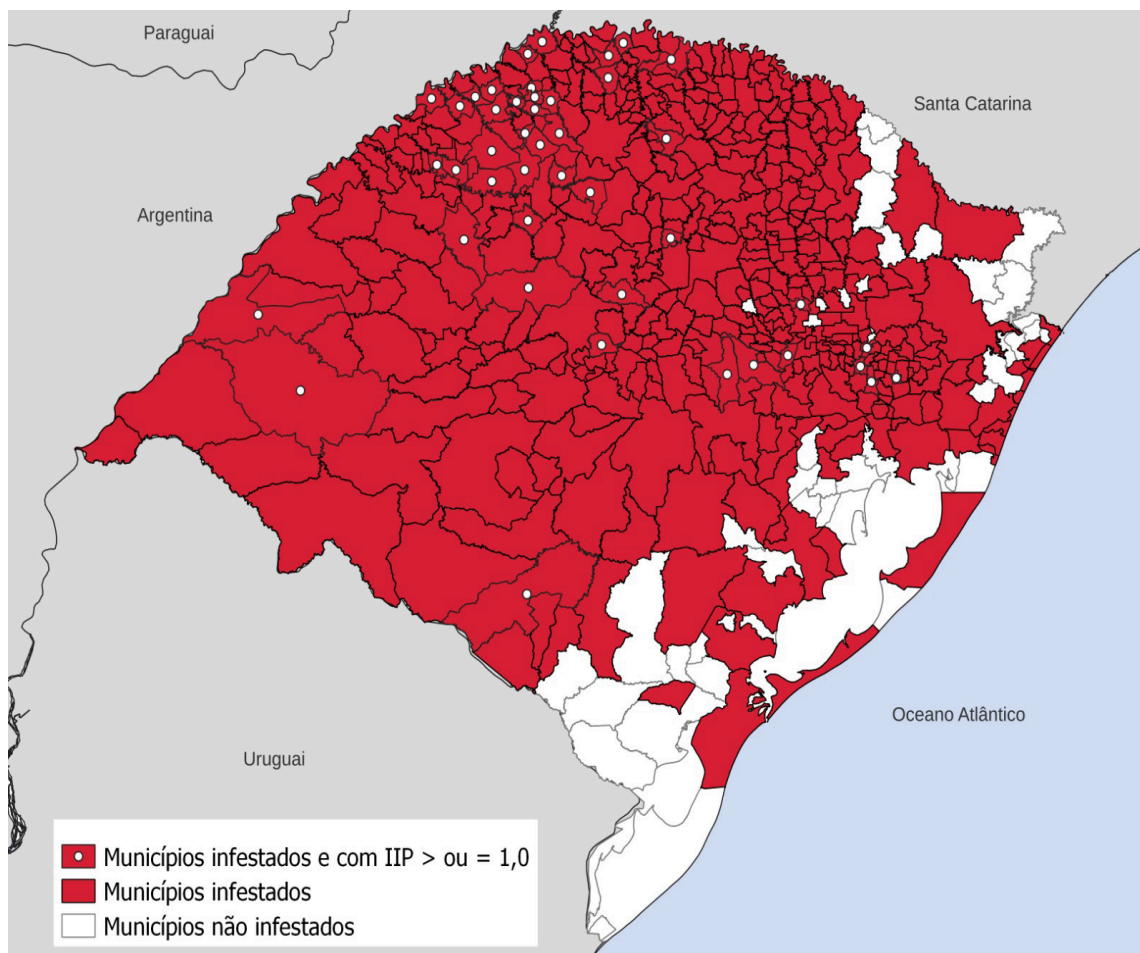 Paraguai
Santa Catarina
Argentina
Oceano Atlântico
Uruguai
Municípios infestados e com IIP > ou = 1,0
Municípios infestados
Municípios não infestados